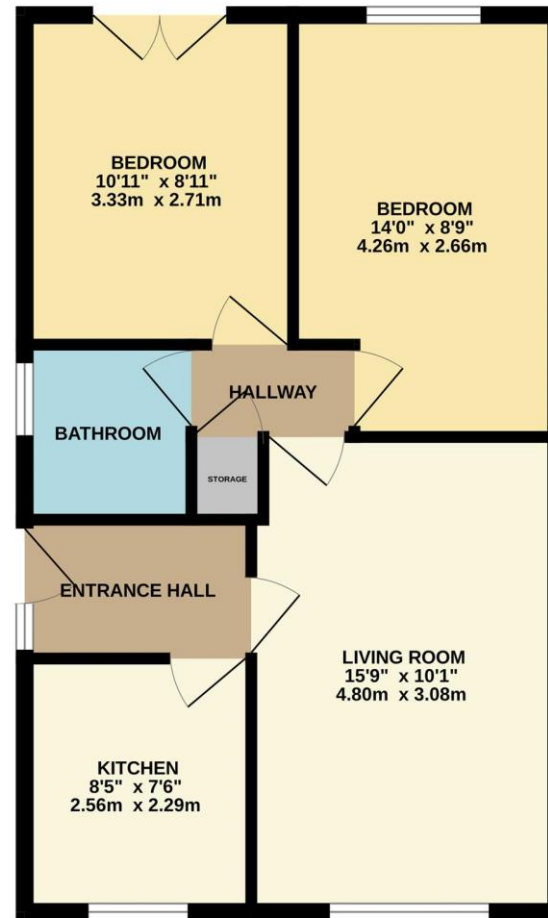 BEDROOM
10'11" x 8'11"
3.33m x 2.71m
BEDROOM
14'0" x 8'9"
4.26m x 2.66m
HALLWAY
BATHROOM
STORAGE
ENTRANCE HALL
LIVING ROOM
15'9" x 10'1"
4.80m x 3.08m
KITCHEN
8'5" x 7'6"
2.56m x 2.29m